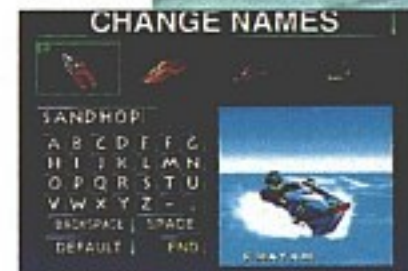 CHANGE NAMES
SANDHOP
A B C D E F G
H I J K L M N
O P Q R S T U
V W X Y Z - .
BACKSPACE SPACE
DEFAULT END